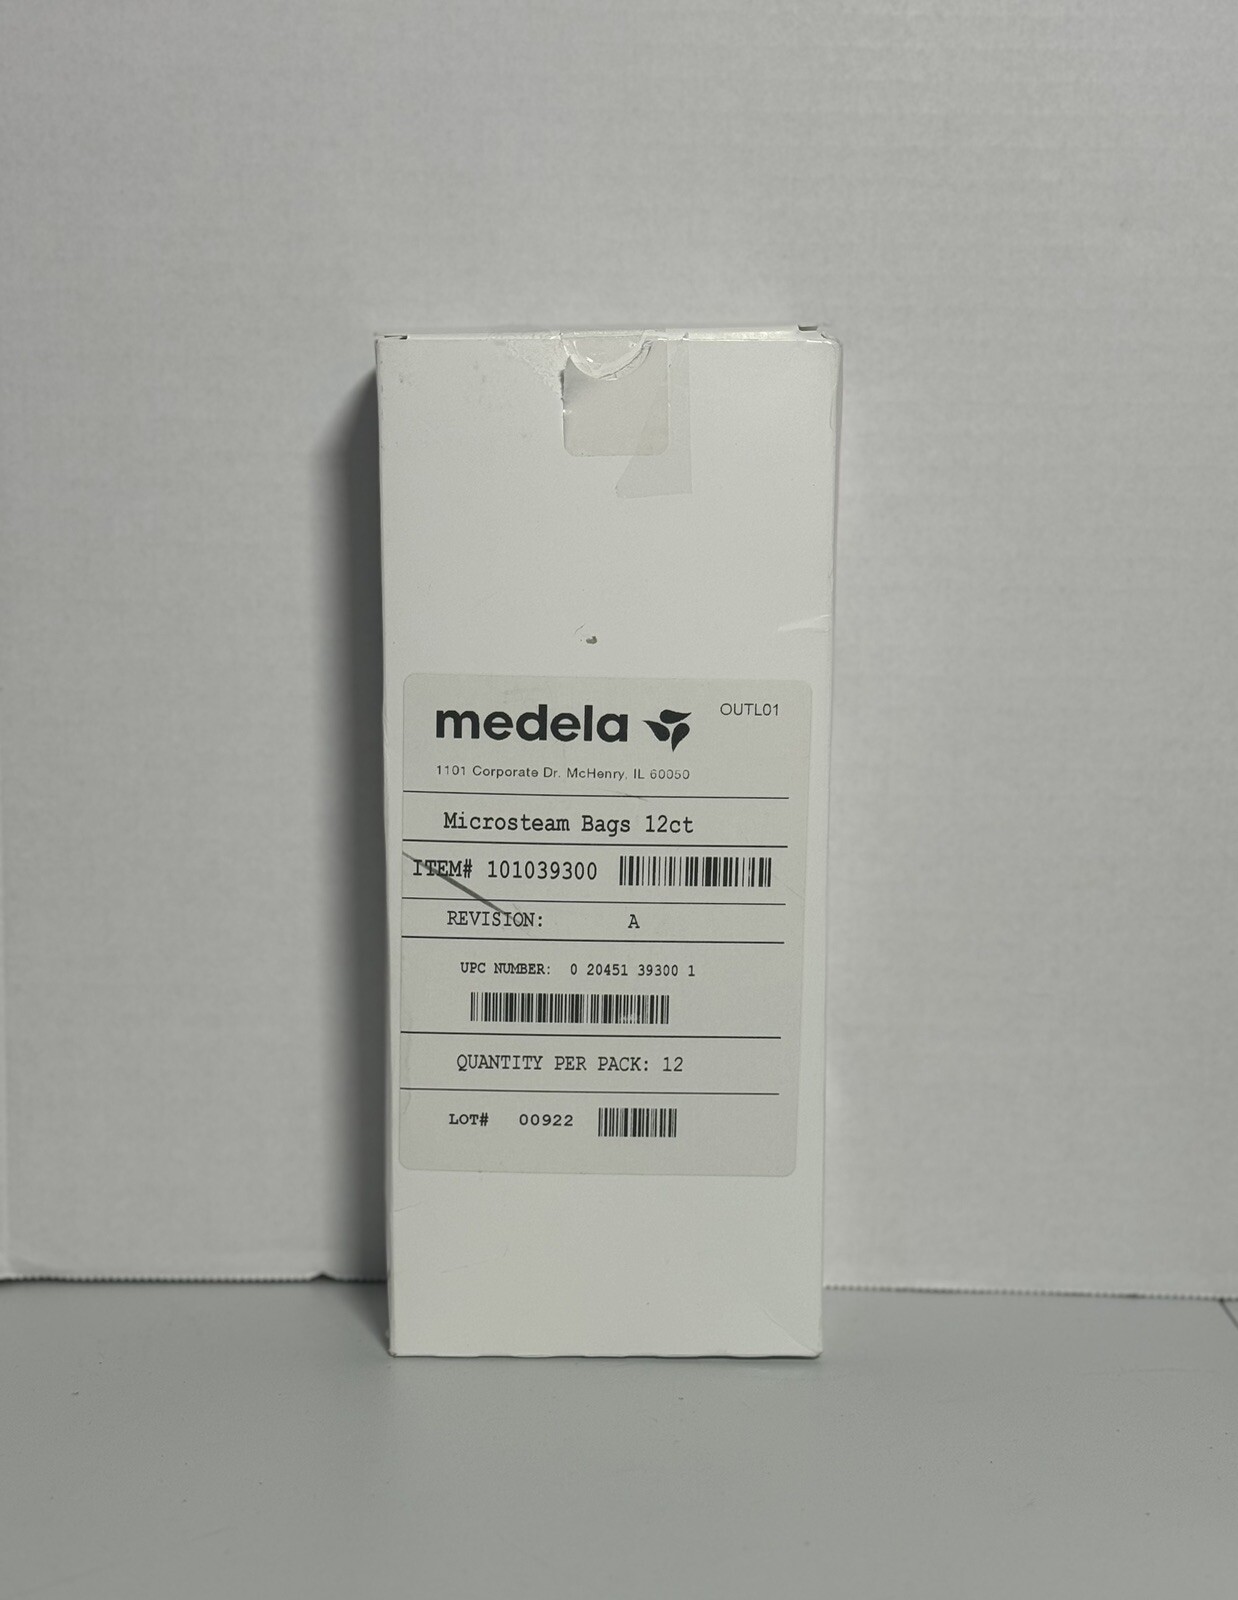 medela
OUTL01
1101 Corporate Dr. McHenry, IL 60050
Microsteam Bags 12ct
ITEM# 101039300
REVISION: A
UPC NUMBER: 0 20451 39300 1
QUANTITY PER PACK: 12
LOT# 00922